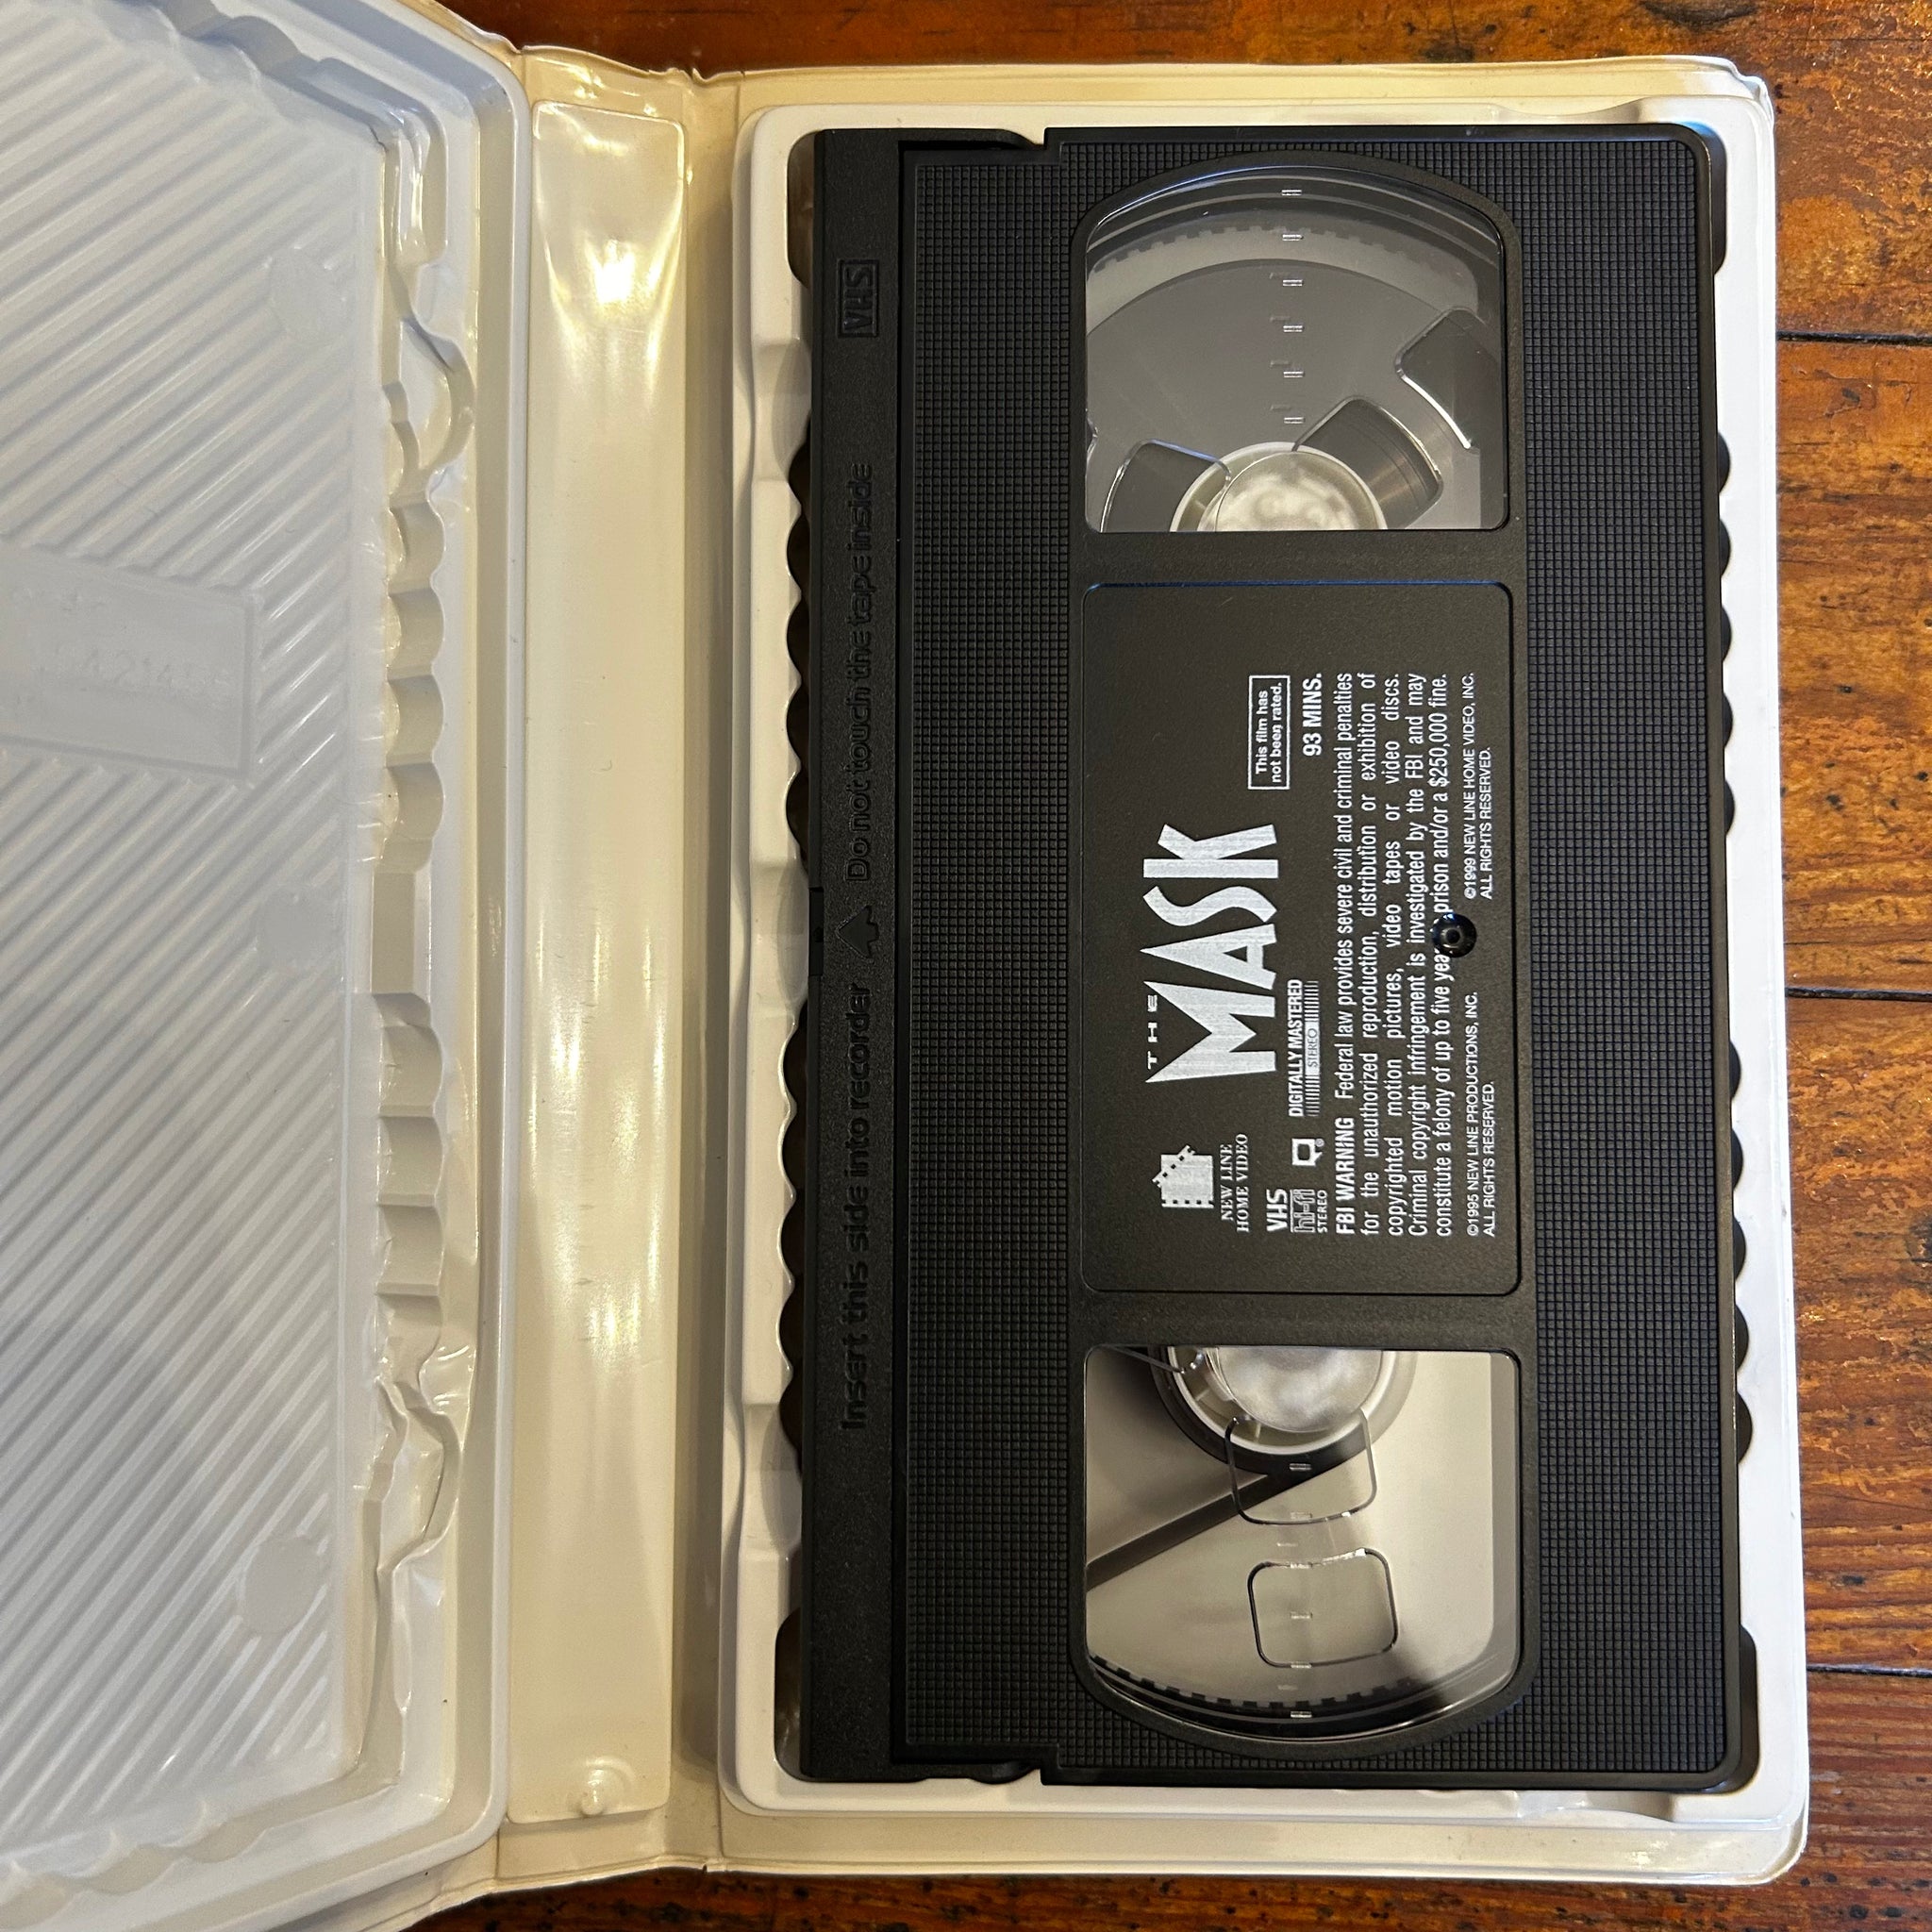 VHS
Insert this side into recorder Do not touch the tape inside
NEW LINE
HOME VIDEO
THE
MASK
This film has
not been rated.
VHS
hi-fi
STEREO
DIGITALLY MASTERED
STEREO
93 MINS.
FBI WARNING Federal law provides severe civil and criminal penalties
for the unauthorized reproduction, distribution or exhibition of
copyrighted motion pictures, video tapes or video discs.
Criminal copyright infringement is investigated by the FBI and may
constitute a felony of up to five prison and/or a $250,000 fine.
©1995 NEW LINE PRODUCTIONS, INC.
ALL RIGHTS RESERVED.
©1999 NEW LINE HOME VIDEO, INC.
ALL RIGHTS RESERVED.